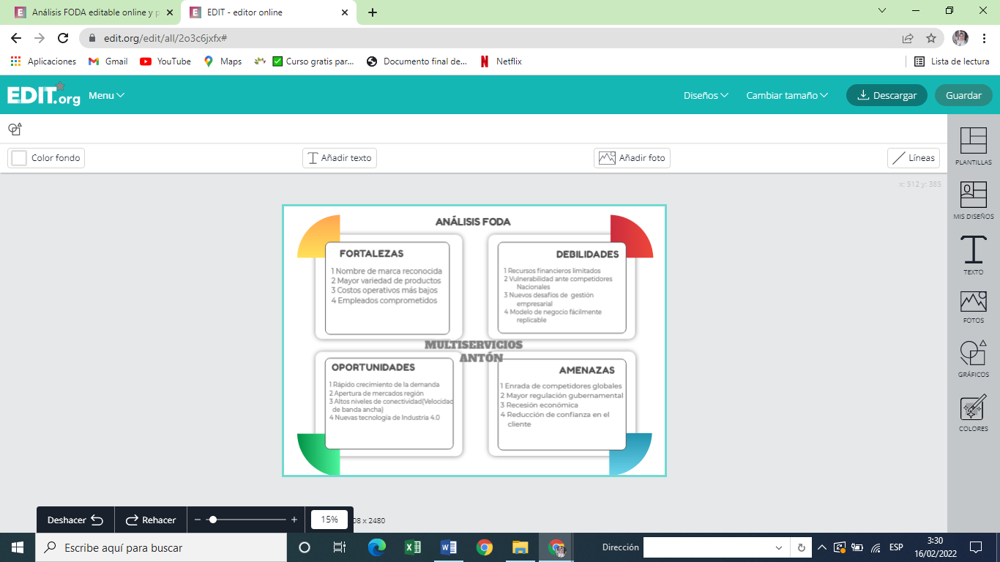 Análisis FODA editable online y p
EDIT - editor online
edit.org/edit/all/2o3c6jxfx#
Aplicaciones
Gmail
YouTube
Maps
Curso gratis par...
Documento final de...
Netflix
Lista de lectura
EDIT.org
Menu
Diseños
Cambiar tamaño
Descargar
Guardar
Color fondo
Añadir texto
Añadir foto
Líneas
x: 512 y: 385
PLANTILLAS
MIS DISEÑOS
TEXTO
FOTOS
GRÁFICOS
COLORES
ANÁLISIS FODA
FORTALEZAS
1 Nombre de marca reconocida
2 Mayor variedad de productos
3 Costos operativos más bajos
4 Empleados comprometidos
DEBILIDADES
1 Recursos financieros limitados
2 Vulnerabilidad ante competidores
Nacionales
3 Nuevos desafíos de gestión
empresarial
4 Modelo de negocio fácilmente
replicable
MULTISERVICIOS
ANTÓN
OPORTUNIDADES
1 Rápido crecimiento de la demanda
2 Apertura de mercados región
3 Altos niveles de conectividad(Velocidad
de banda ancha)
4 Nuevas tecnología de Industria 4.0
AMENAZAS
1 Enrada de competidores globales
2 Mayor regulación gubernamental
3 Recesión económica
4 Reducción de confianza en el
cliente
Deshacer
Rehacer
15%
08 x 2480
Escribe aquí para buscar
Dirección
ESP
3:30
16/02/2022